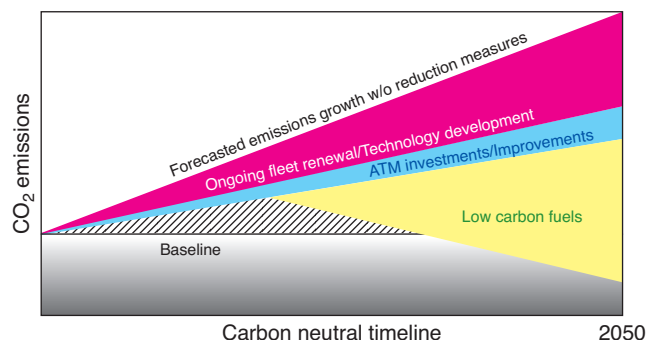 CO2 emissions
Forecasted emissions growth w/o reduction measures
Ongoing fleet renewal/Technology development
ATM investments/Improvements
Low carbon fuels
Baseline
Carbon neutral timeline
2050